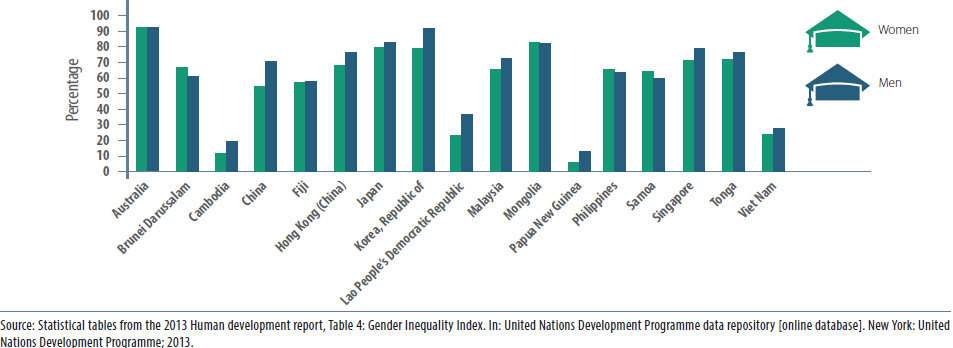 100
90
80
70
60
50
40
30
20
10
0
Percentage
Women
Men
Australia
Brunei Darussalam
Cambodia
China
Fiji
Hong Kong (China)
Japan
Korea, Republic of
Lao People's Democratic Republic
Malaysia
Mongolia
Papua New Guinea
Philippines
Samoa
Singapore
Tonga
Viet Nam
Source: Statistical tables from the 2013 Human development report, Table 4: Gender Inequality Index. In: United Nations Development Programme data repository [online database]. New York: United
Nations Development Programme; 2013.